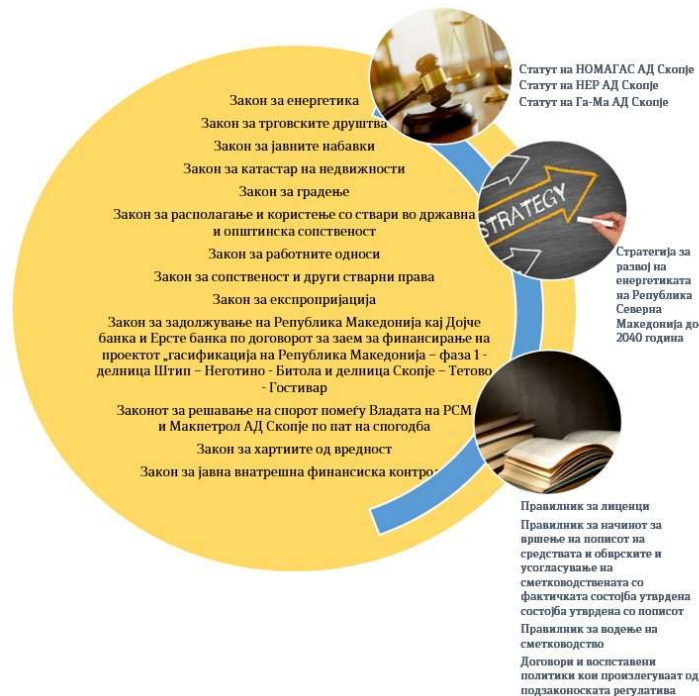 Статут на НОМАГАС АД Скопје
Статут на НЕР АД Скопје
Статут на Га-Ма АД Скопје
Закон за енергетика
Закон за трговските друштва
Закон за јавните набавки
Закон за катастар на недвижности
Закон за градење
Закон за располагање и користење со ствари во државна
и општинска сопственост
Закон за работните односи
Закон за сопственост и други стварни права
Закон за експропријација
Закон за задолжување на Република Македонија кај Дојче
банка и Ерсте банка по договорот за заем за финансирање на
проектот „гасификација на Република Македонија – фаза 1 -
делница Штип – Неготино - Битола и делница Скопје – Тетово
- Гостивар
Законот за решавање на спорот помеѓу Владата на РСМ
и Макпетрол АД Скопје по пат на спогодба
Закон за хартиите од вредност
Закон за јавна внатрешна финансиска контрол
STRATEGY
Стратегија за
развој на
енергетиката
на Република
Северна
Македонија до
2040 година
Правилник за лиценци
Правилник за начинот за
вршење на пописот на
средствата и обврските и
усогласување на
сметководствената со
фактичката состојба утврдена
состојба утврдена со пописот
Правилник за водење на
сметководство
Договори и воспставени
политики кои произлегуваат од
подзаконоската регулатива